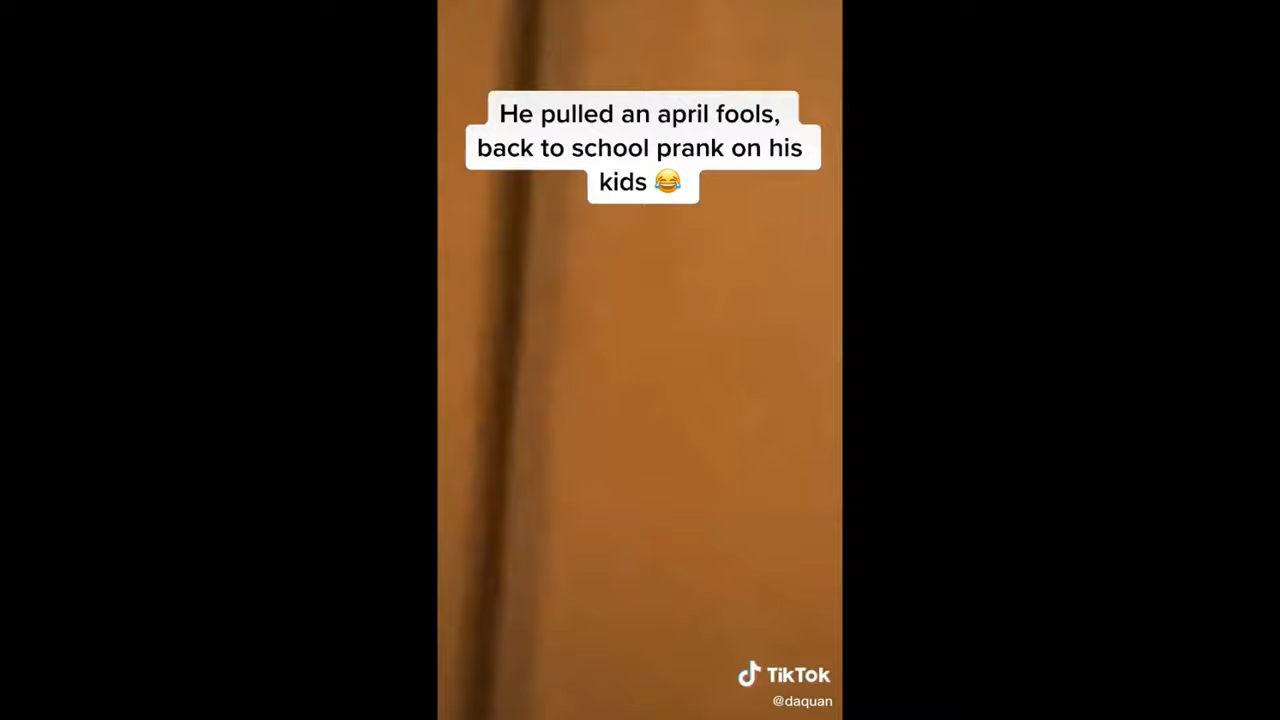 He pulled an april fools,
back to school prank on his
kids 😂
TikTok
@daquan